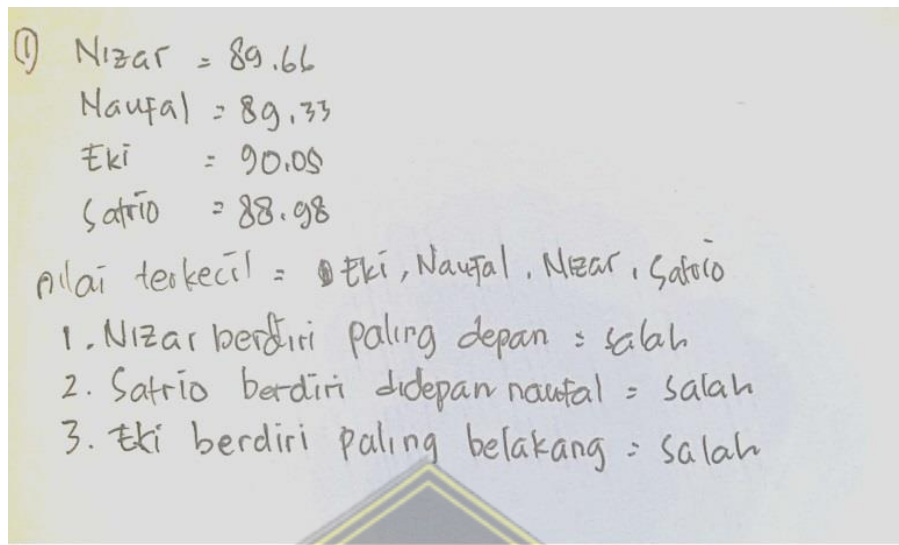 ① Nizar = 89.66
Naufal = 89,33
Eki = 90.05
Satrio = 88.98
Nilai terkecil = Eki, Naufal, Nizar, Satrio
1. Nizar berdiri paling depan = salah
2. Satrio berdiri didepan naufal = salah
3. Eki berdiri paling belakang = salah